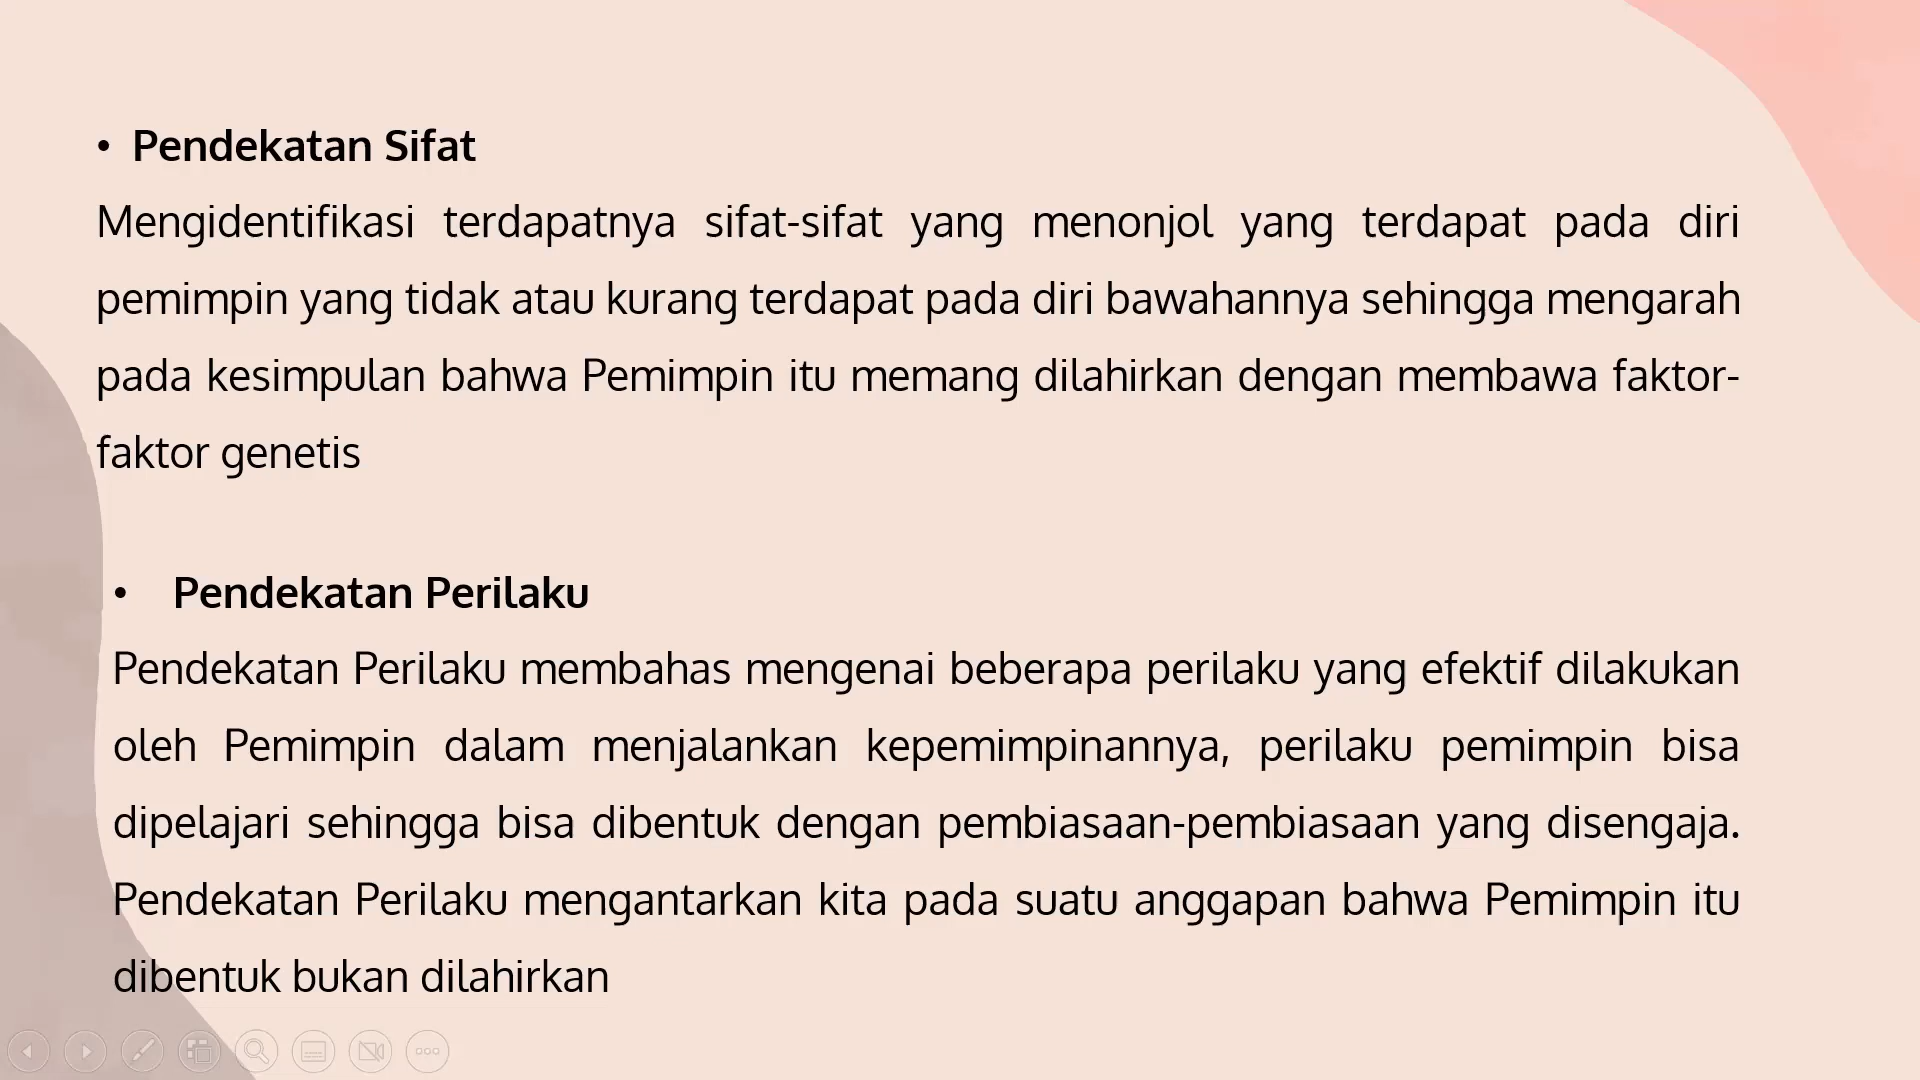 • Pendekatan Sifat
Mengidentifikasi terdapatnya sifat-sifat yang menonjol yang terdapat pada diri
pemimpin yang tidak atau kurang terdapat pada diri bawahannya sehingga mengarah
pada kesimpulan bahwa Pemimpin itu memang dilahirkan dengan membawa faktor-
faktor genetis
• Pendekatan Perilaku
Pendekatan Perilaku membahas mengenai beberapa perilaku yang efektif dilakukan
oleh Pemimpin dalam menjalankan kepemimpinannya, perilaku pemimpin bisa
dipelajari sehingga bisa dibentuk dengan pembiasaan-pembiasaan yang disengaja.
Pendekatan Perilaku mengantarkan kita pada suatu anggapan bahwa Pemimpin itu
dibentuk bukan dilahirkan